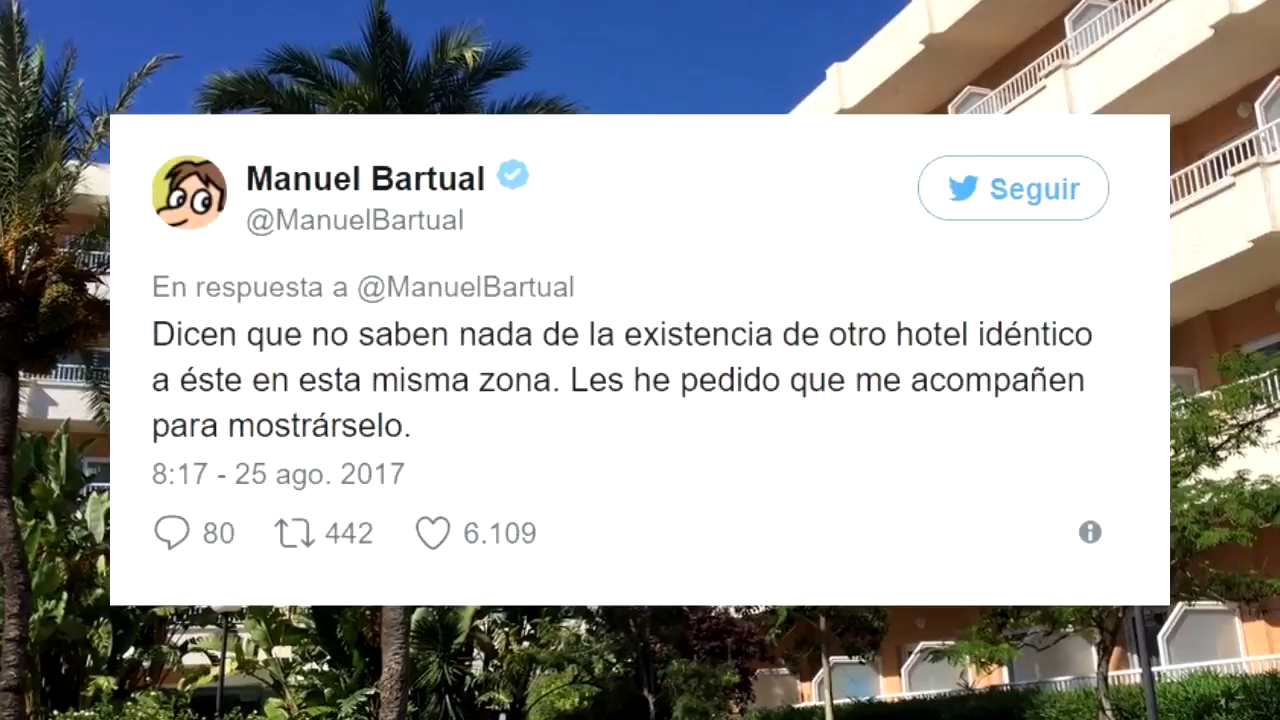 Manuel Bartual
@ManuelBartual
Seguir
En respuesta a @ManuelBartual
Dicen que no saben nada de la existencia de otro hotel idéntico
a éste en esta misma zona. Les he pedido que me acompañen
para mostrárselo.
8:17 - 25 ago. 2017
80 442 6.109